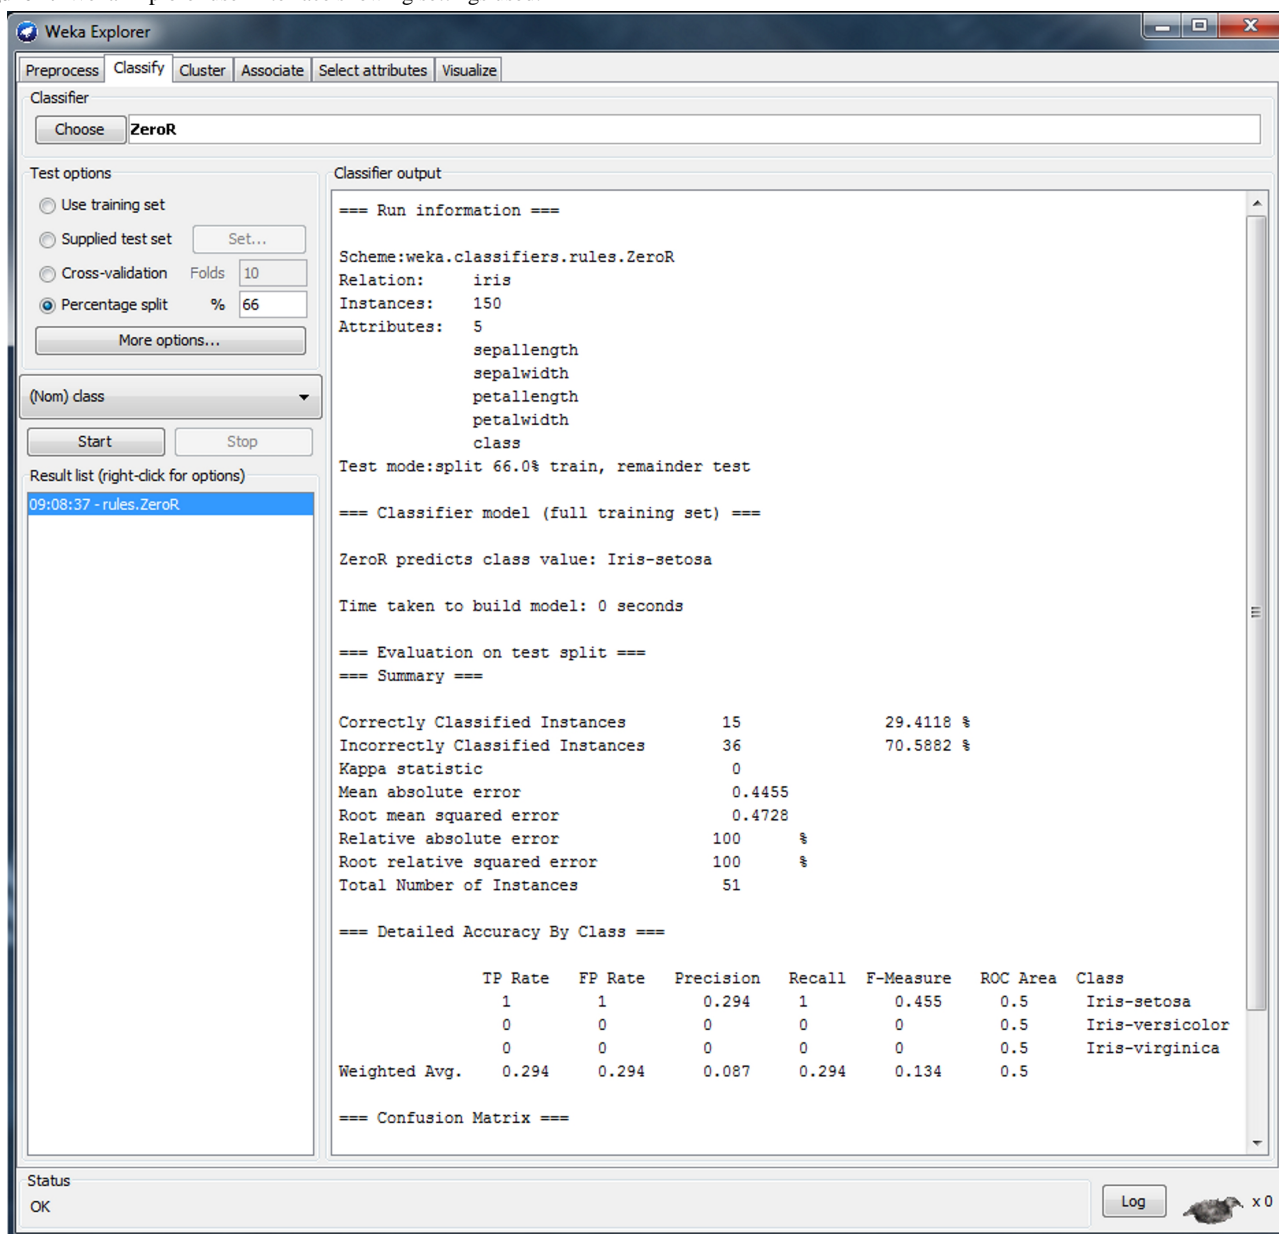 Weka Explorer
Preprocess Classify Cluster Associate Select attributes Visualize
Classifier
Choose ZeroR
Test options
Use training set
Supplied test set Set...
Cross-validation Folds 10
Percentage split % 66
More options...
(Nom) class
Start Stop
Result list (right-click for options)
09:08:37 - rules.ZeroR
Classifier output
=== Run information ===
Scheme:weka.classifiers.rules.ZeroR
Relation: iris
Instances: 150
Attributes: 5
sepallength
sepalwidth
petallength
petalwidth
class
Test mode:split 66.0% train, remainder test
=== Classifier model (full training set) ===
ZeroR predicts class value: Iris-setosa
Time taken to build model: 0 seconds
=== Evaluation on test split ===
=== Summary ===
Correctly Classified Instances 15 29.4118 %
Incorrectly Classified Instances 36 70.5882 %
Kappa statistic 0
Mean absolute error 0.4455
Root mean squared error 0.4728
Relative absolute error 100 %
Root relative squared error 100 %
Total Number of Instances 51
=== Detailed Accuracy By Class ===
TP Rate FP Rate Precision Recall F-Measure ROC Area Class
1 1 0.294 1 0.455 0.5 Iris-setosa
0 0 0 0 0 0.5 Iris-versicolor
0 0 0 0 0 0.5 Iris-virginica
Weighted Avg. 0.294 0.294 0.087 0.294 0.134 0.5
=== Confusion Matrix ===
Status
OK
Log x 0